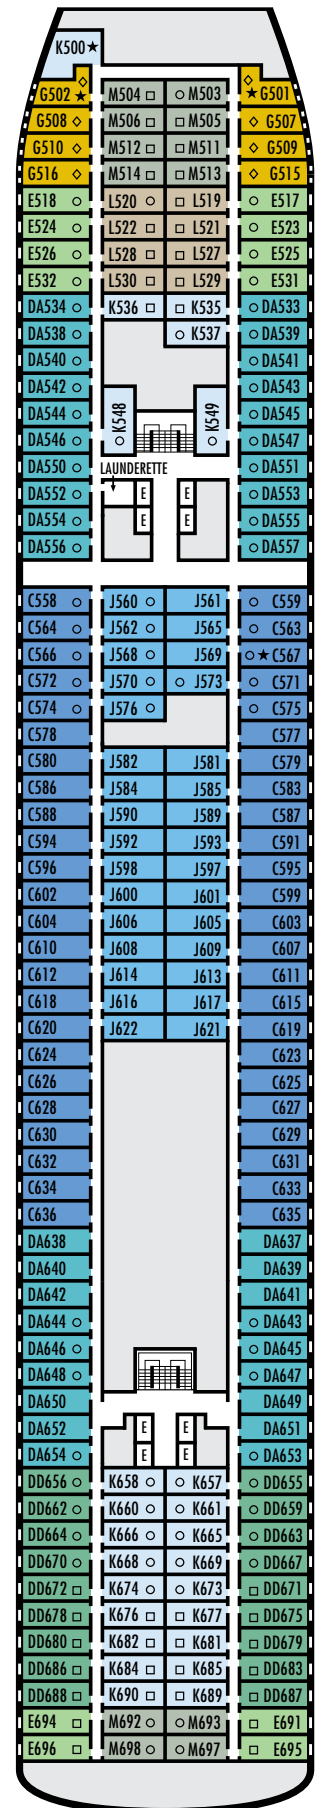 K500★
G502★ M504□ ○M503 ★G501
G508◇ M506□ □M505 ◇G507
G510◇ M512□ □M511 ◇G509
G516◇ M514□ □M513 ◇G515
E518○ L520○ □L519 ○E517
E524○ L522□ □L521 ○E523
E526○ L528□ □L527 ○E525
E532○ L530□ □L529 ○E531
DA534○ K536□ □K535 ○DA533
DA538○ ○K537 ○DA539
DA540○ ○DA541
DA542○ ○DA543
DA544○ K548 K549 ○DA545
DA546○ ○ ○ ○DA547
DA550○ LAUNDERETTE ○DA551
DA552○ E E ○DA553
DA554○ E E ○DA555
DA556○ ○DA557
C558○ J560○ J561 ○C559
C564○ J562○ J565 ○C563
C566○ J568○ J569 ○★C567
C572○ J570○ ○J573 ○C571
C574○ J576○ ○C575
C578 C577
C580 J582 J581 C579
C586 J584 J585 C583
C588 J590 J589 C587
C594 J592 J593 C591
C596 J598 J597 C595
C602 J600 J601 C599
C604 J606 J605 C603
C610 J608 J609 C607
C612 J614 J613 C611
C618 J616 J617 C615
C620 J622 J621 C619
C624 C623
C626 C625
C628 C627
C630 C629
C632 C631
C634 C633
C636 C635
DA638 DA637
DA640 DA639
DA642 DA641
DA644○ ○DA643
DA646○ ○DA645
DA648○ ○DA647
DA650 DA649
DA652 E E DA651
DA654○ E E ○DA653
DD656○ K658○ ○K657 ○DD655
DD662○ K660○ ○K661 ○DD659
DD664○ K666○ ○K665 ○DD663
DD670○ K668○ ○K669 ○DD667
DD672□ K674○ ○K673 □DD671
DD678□ K676□ □K677 □DD675
DD680□ K682□ □K681 □DD679
DD686□ K684□ □K685 □DD683
DD688□ K690□ □K689 □DD687
E694□ M692○ ○M693 □E691
E696□ M698○ ○M697 □E695